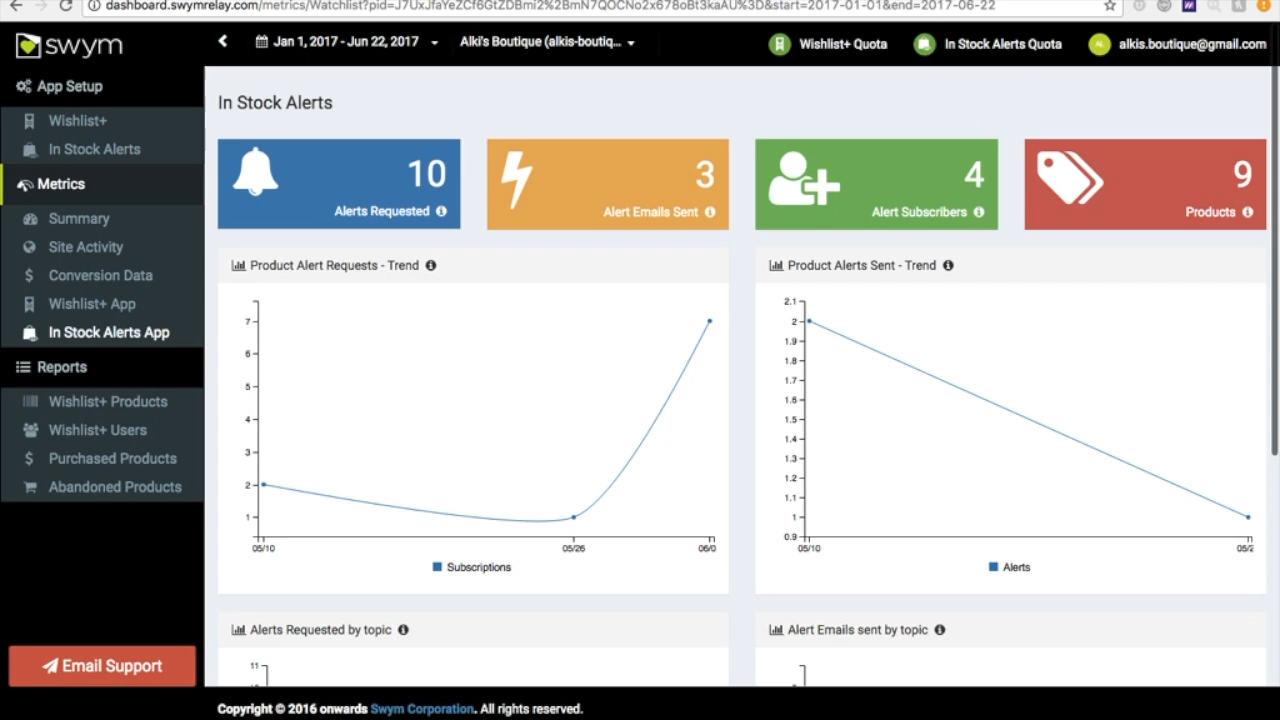 dashboard.swymrelay.com/metrics/Watchlist?pid=J7UxJfaYeZCf6GtZDBmi2%2BmN7QOCNo2x678oBt3kaAU%3D&start=2017-01-01&end=2017-06-22
swym
Jan 1, 2017 - Jun 22, 2017
Alki's Boutique (alkis-boutiq...
Wishlist+ Quota
In Stock Alerts Quota
alkis.boutique@gmail.com
App Setup
Wishlist+
In Stock Alerts
Metrics
Summary
Site Activity
Conversion Data
Wishlist+ App
In Stock Alerts App
Reports
Wishlist+ Products
Wishlist+ Users
Purchased Products
Abandoned Products
Email Support
In Stock Alerts
10
Alerts Requested
3
Alert Emails Sent
4
Alert Subscribers
9
Products
Product Alert Requests - Trend
7
6
5
4
3
2
1
05/10 05/26 06/0
Subscriptions
Product Alerts Sent - Trend
2.1
2
1.9
1.8
1.7
1.6
1.5
1.4
1.3
1.2
1.1
1
0.9
05/10 05/2
Alerts
Alerts Requested by topic
11
Alert Emails sent by topic
Copyright © 2016 onwards Swym Corporation. All rights reserved.